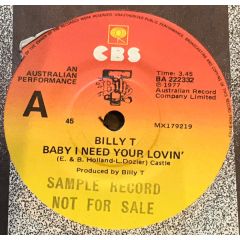 CBS
AN
AUSTRALIAN
PERFORMANCE
Time: 3.45
BA 222332
℗ 1977
Australian Record
Company Limited
A
45
MX179219
BILLY T
BABY I NEED YOUR LOVIN'
(E. & B. Holland-L. Dozier) Castle
Produced by Billy T
SAMPLE RECORD
NOT FOR SALE